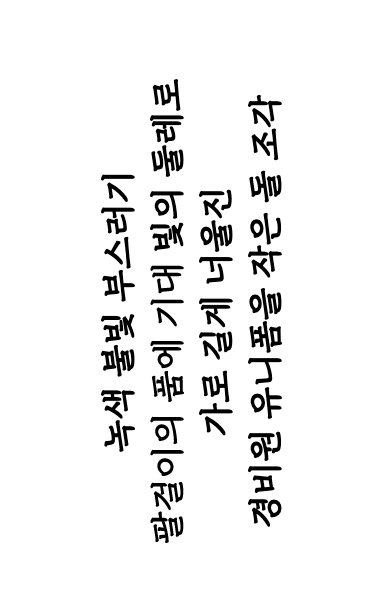 녹색 불빛 부스러기
팔걸이의 품에 기대 빛의 둘레로
가로 길게 너울진
경비원 유니폼을 작은 돌 조각